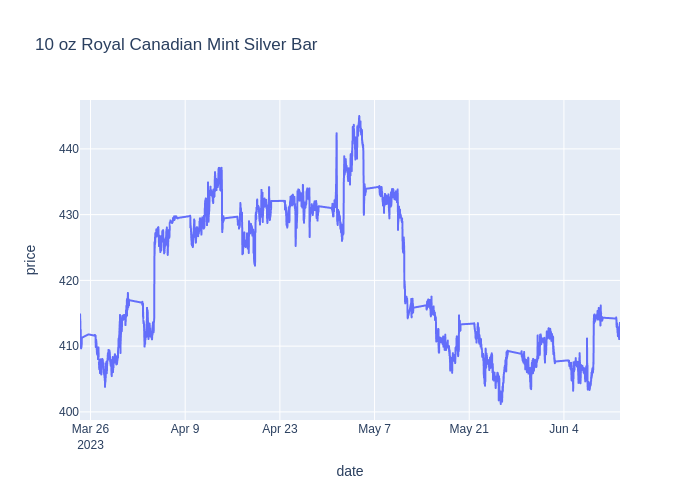 10 oz Royal Canadian Mint Silver Bar
440
430
420
410
400
price
Mar 26
2023
Apr 9
Apr 23
May 7
May 21
Jun 4
date